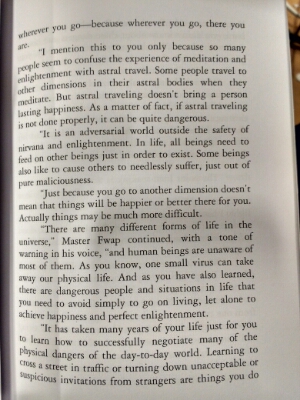 wherever you go—because wherever you go, there you
are.
"I mention this to you only because so many
people seem to confuse the experience of meditation and
enlightenment with astral travel. Some people travel to
other dimensions in their astral bodies when they
meditate. But astral traveling doesn't bring a person
lasting happiness. As a matter of fact, if astral traveling
is not done properly, it can be quite dangerous.
"It is an adversarial world outside the safety of
nirvana and enlightenment. In life, all beings need to
feed on other beings just in order to exist. Some beings
also like to cause others to needlessly suffer, just out of
pure maliciousness.
"Just because you go to another dimension doesn't
mean that things will be happier or better there for you.
Actually things may be much more difficult.
"There are many different forms of life in the
universe," Master Fwap continued, with a tone of
warning in his voice, "and human beings are unaware of
most of them. As you know, one small virus can take
away our physical life. And as you have also learned,
there are dangerous people and situations in life that
you need to avoid simply to go on living, let alone to
achieve happiness and perfect enlightenment.
"It has taken many years of your life just for you
to learn how to successfully negotiate many of the
physical dangers of the day-to-day world. Learning to
cross a street in traffic or turning down unacceptable or
suspicious invitations from strangers are things you do